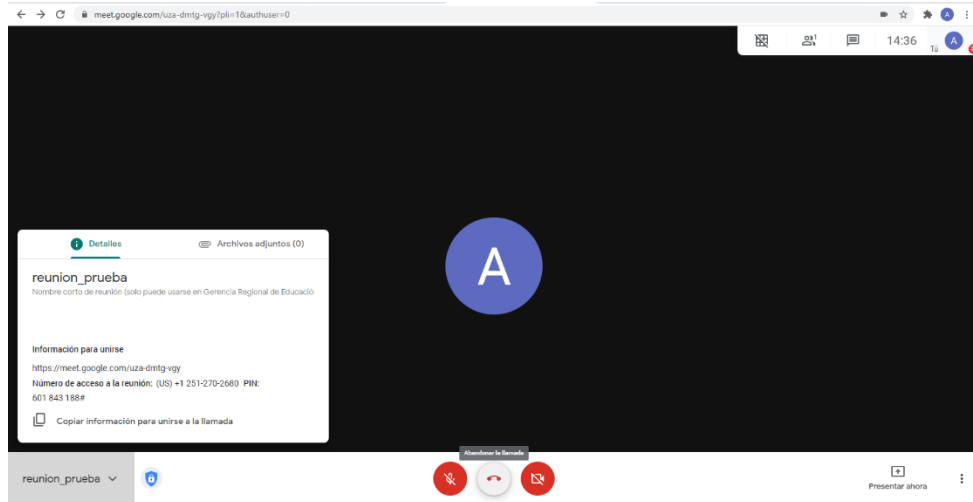 meet.google.com/uza-dmtg-vgy?pli=1&authuser=0
A
1
14:36
Tú
A
A
Detalles
Archivos adjuntos (0)
reunion_prueba
Nombre corto de reunión (solo puede usarse en Gerencia Regional de Educació
Información para unirse
https://meet.google.com/uza-dmtg-vgy
Número de acceso a la reunión: (US) +1 251-270-2680 PIN:
601 843 188#
Copiar información para unirse a la llamada
Abandonar la llamada
reunion_prueba
Presentar ahora